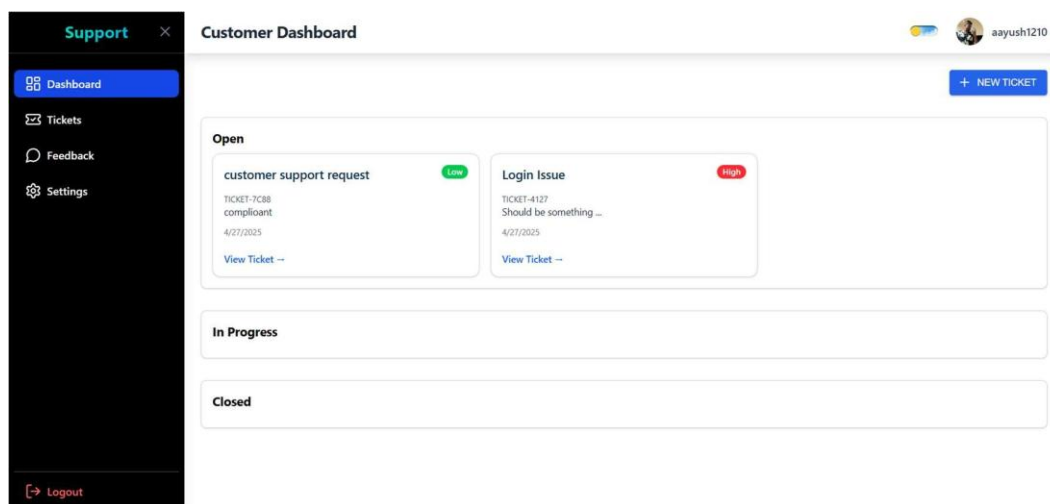 Support
Dashboard
Tickets
Feedback
Settings
Logout
Customer Dashboard
aayush1210
+ NEW TICKET
Open
customer support request
Low
TICKET-7C88
complioant
4/27/2025
View Ticket →
Login Issue
High
TICKET-4127
Should be something ...
4/27/2025
View Ticket →
In Progress
Closed